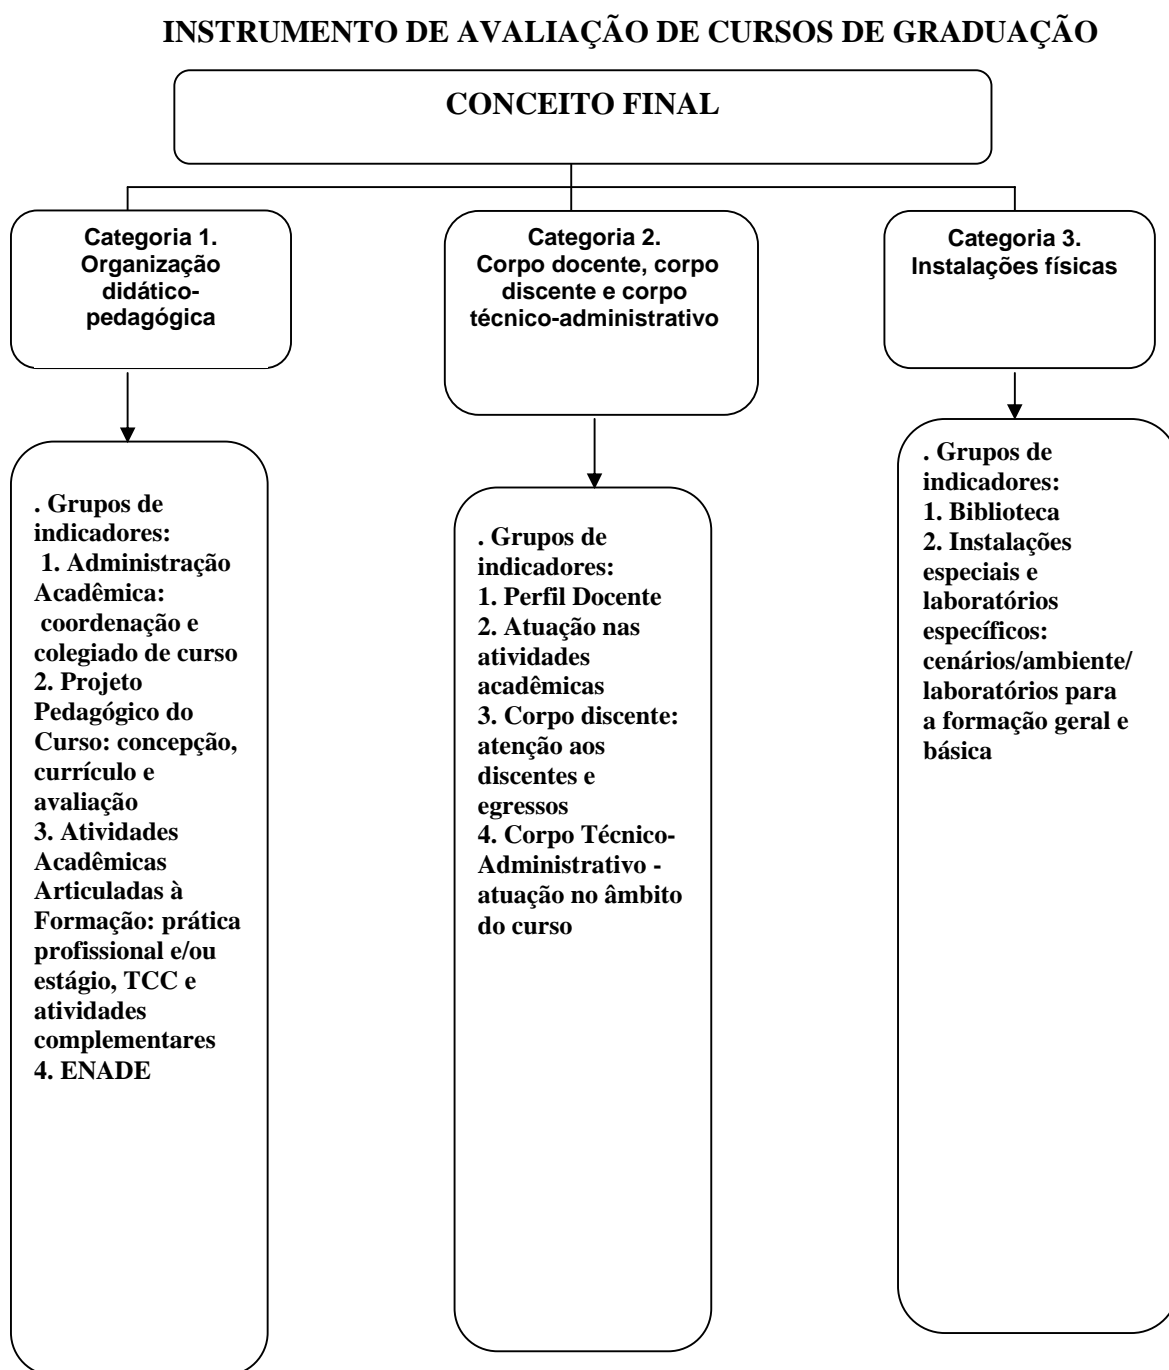 INSTRUMENTO DE AVALIAÇÃO DE CURSOS DE GRADUAÇÃO
CONCEITO FINAL
Categoria 1.
Organização
didático-
pedagógica
Categoria 2.
Corpo docente, corpo
discente e corpo
técnico-administrativo
Categoria 3.
Instalações físicas
. Grupos de
indicadores:
1. Administração
Acadêmica:
coordenação e
colegiado de curso
2. Projeto
Pedagógico do
Curso: concepção,
currículo e
avaliação
3. Atividades
Acadêmicas
Articuladas à
Formação: prática
profissional e/ou
estágio, TCC e
atividades
complementares
4. ENADE
. Grupos de
indicadores:
1. Perfil Docente
2. Atuação nas
atividades
acadêmicas
3. Corpo discente:
atenção aos
discentes e
egressos
4. Corpo Técnico-
Administrativo -
atuação no âmbito
do curso
. Grupos de
indicadores:
1. Biblioteca
2. Instalações
especiais e
laboratórios
específicos:
cenários/ambiente/
laboratórios para
a formação geral e
básica